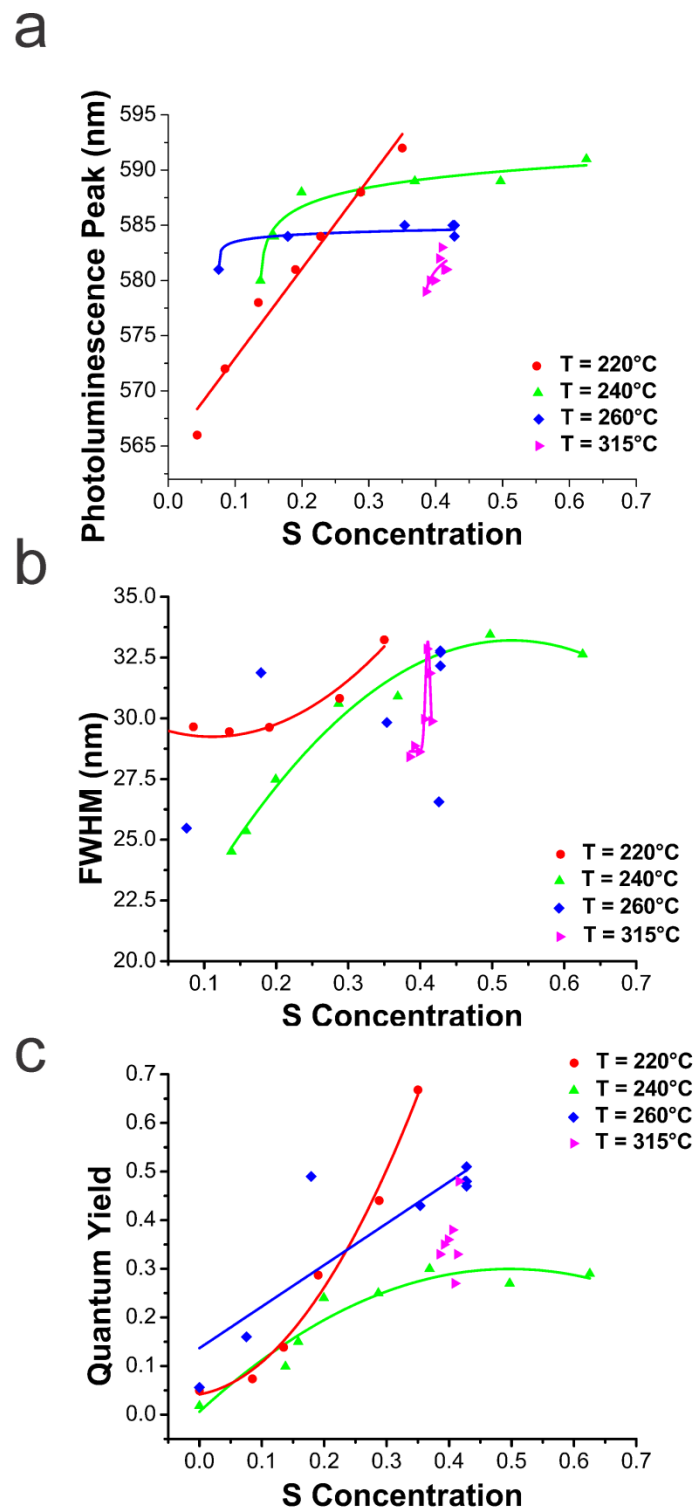 a
Photoluminescence Peak (nm)
595
590
585
580
575
570
565
0.0 0.1 0.2 0.3 0.4 0.5 0.6 0.7
S Concentration
T = 220°C
T = 240°C
T = 260°C
T = 315°C
b
FWHM (nm)
35.0
32.5
30.0
27.5
25.0
22.5
20.0
0.1 0.2 0.3 0.4 0.5 0.6 0.7
S Concentration
T = 220°C
T = 240°C
T = 260°C
T = 315°C
c
Quantum Yield
0.7
0.6
0.5
0.4
0.3
0.2
0.1
0.0
0.0 0.1 0.2 0.3 0.4 0.5 0.6 0.7
S Concentration
T = 220°C
T = 240°C
T = 260°C
T = 315°C